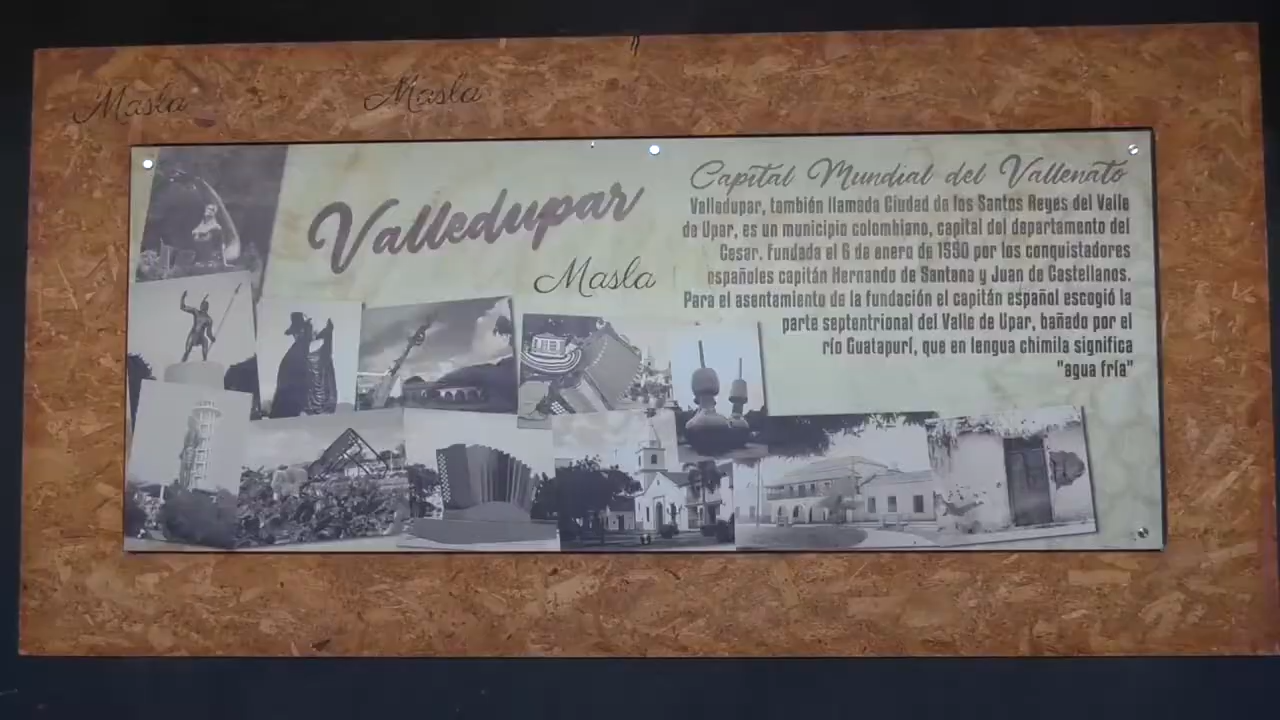 Masla
Masla
Valledupar
Masla
Capital Mundial del Vallenato
Valledupar, también llamada Ciudad de los Santos Reyes del Valle
de Upar, es un municipio colombiano, capital del departamento del
Cesar. Fundada el 6 de enero de 1550 por los conquistadores
españoles capitán Hernando de Santana y Juan de Castellanos.
Para el asentamiento de la fundación el capitán español escogió la
parte septentrional del Valle de Upar, bañado por el
río Guatapurí, que en lengua chimila significa
"agua fría"